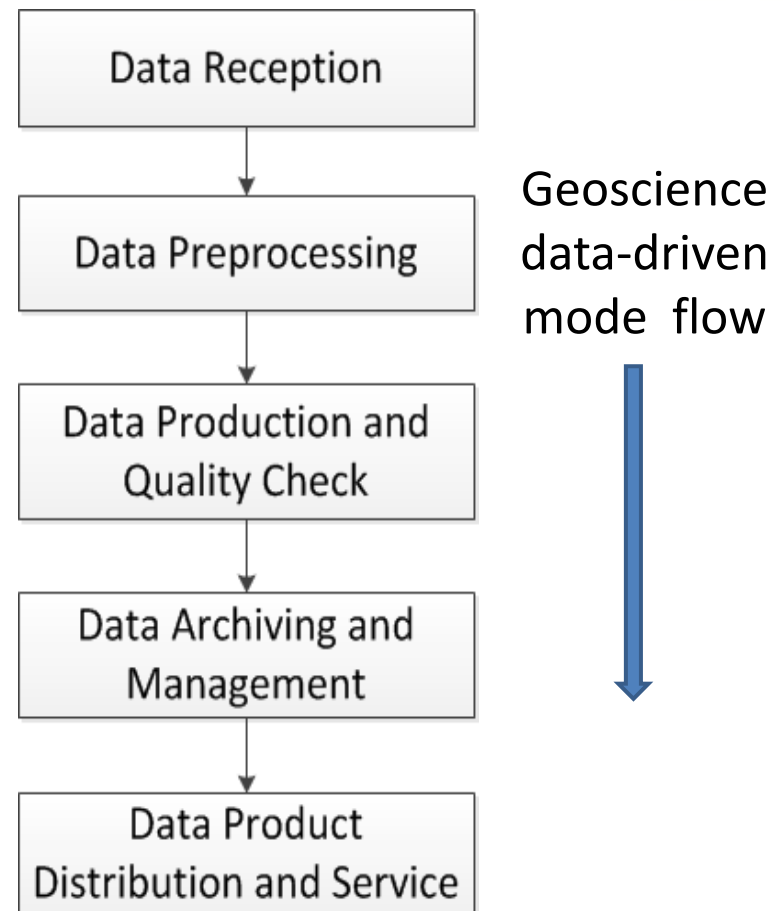 Data Reception
Data Preprocessing
Data Production and
Quality Check
Data Archiving and
Management
Data Product
Distribution and Service
Geoscience
data-driven
mode flow